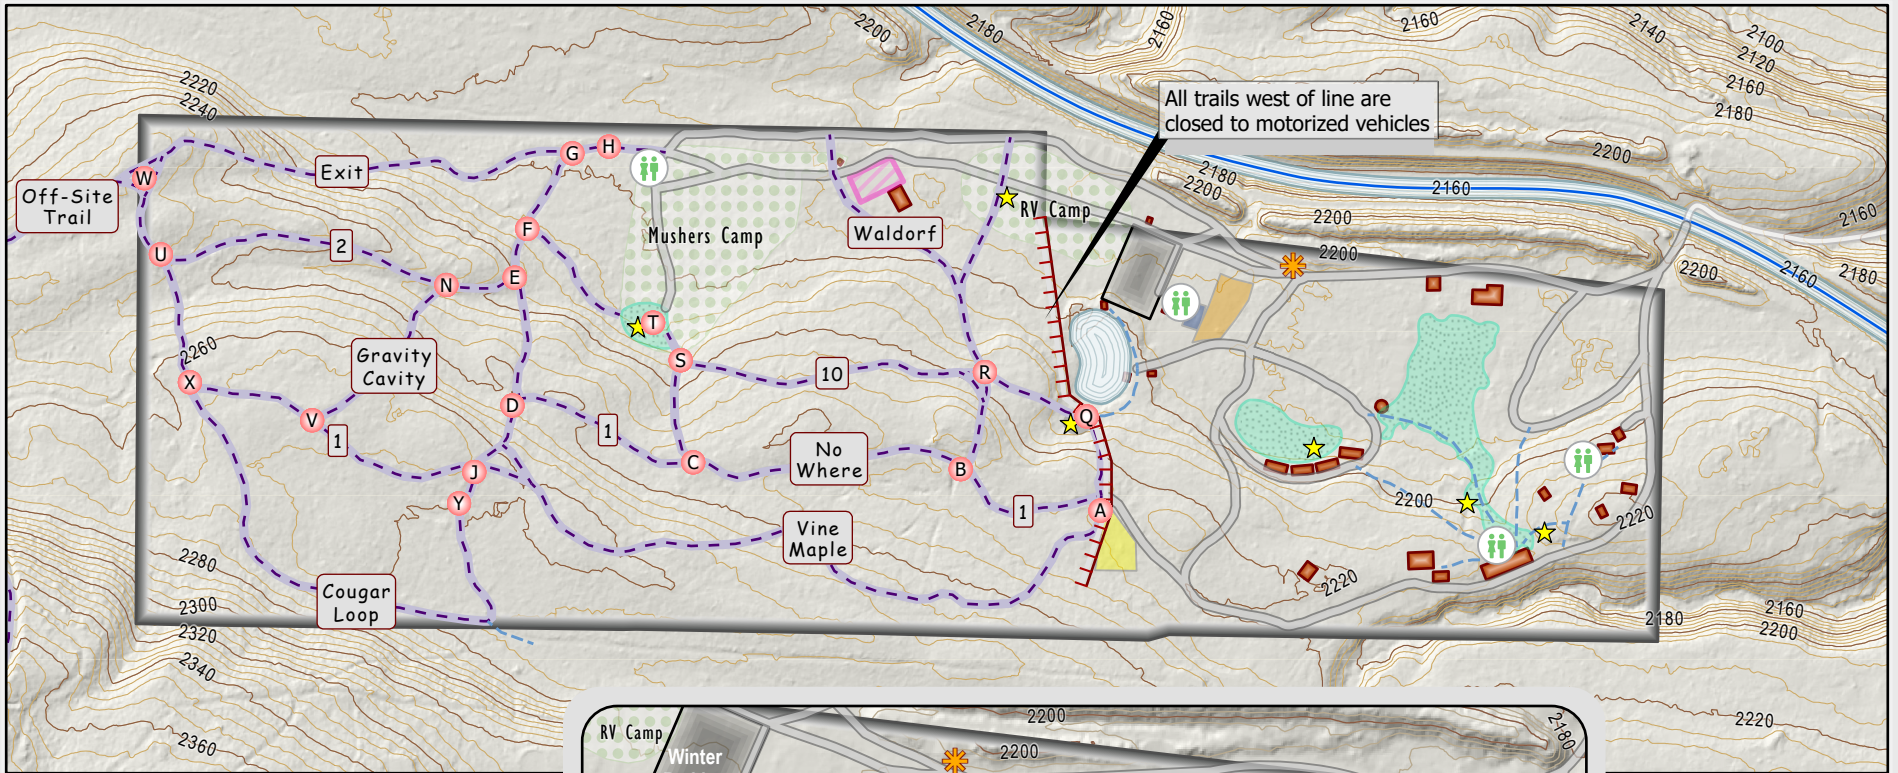 2200
2180
2160
2160
2140
2100
2120
2160
2180
2220
2240
All trails west of line are
closed to motorized vehicles
G
H
W
Exit
Off-Site
Trail
2180
2200
2160
2200
2200
2160
2200
2200
2160
2180
RV Camp
F
Mushers Camp
Waldorf
U
2
N
E
T
2260
Gravity
Cavity
X
S
10
R
V
1
D
1
Q
J
C
No
Where
B
Y
1
A
2200
2220
Vine
Maple
2280
2300
Cougar
Loop
2220
2180
2160
2200
2320
2340
2360
2200
2180
2220
RV Camp
Winter
2200